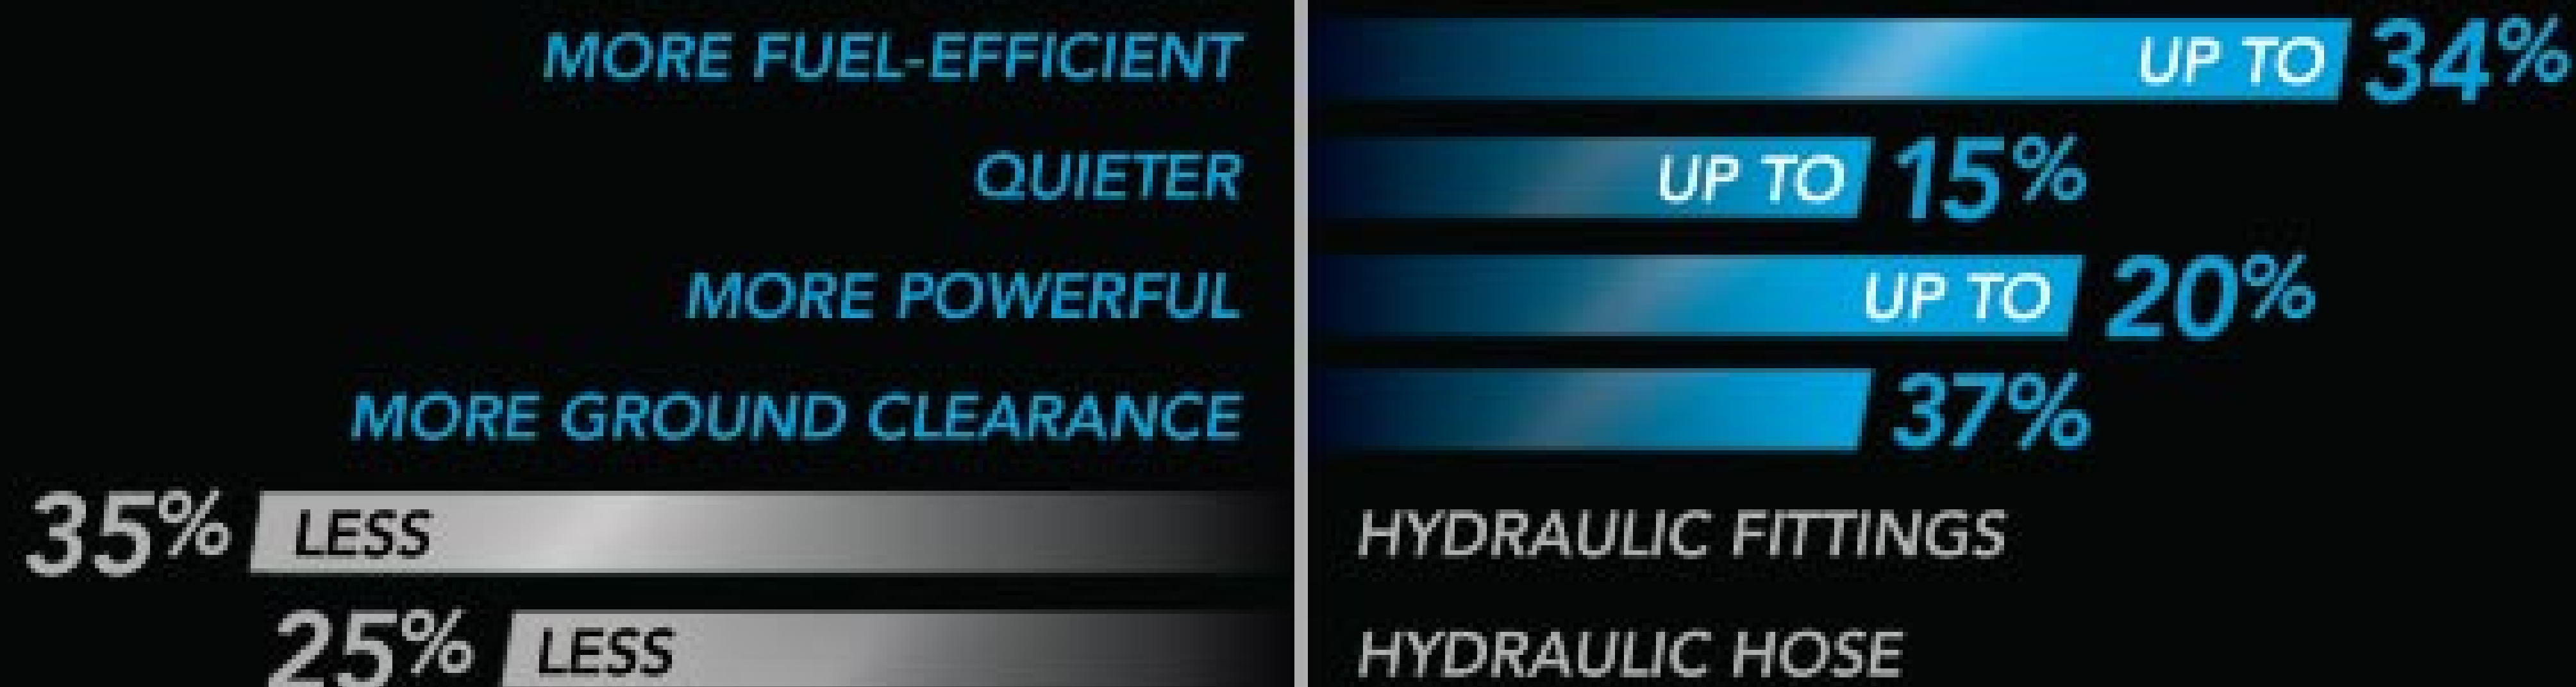 MORE FUEL-EFFICIENT UP TO 34%
QUIETER UP TO 15%
MORE POWERFUL UP TO 20%
MORE GROUND CLEARANCE 37%
35% LESS HYDRAULIC FITTINGS
25% LESS HYDRAULIC HOSE